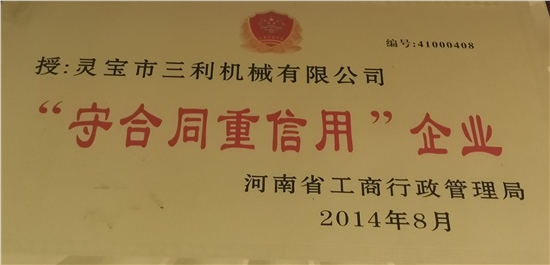 编号:41000408
授:灵宝市三利机械有限公司
“守合同重信用”企业
河南省工商行政管理局
2014年8月